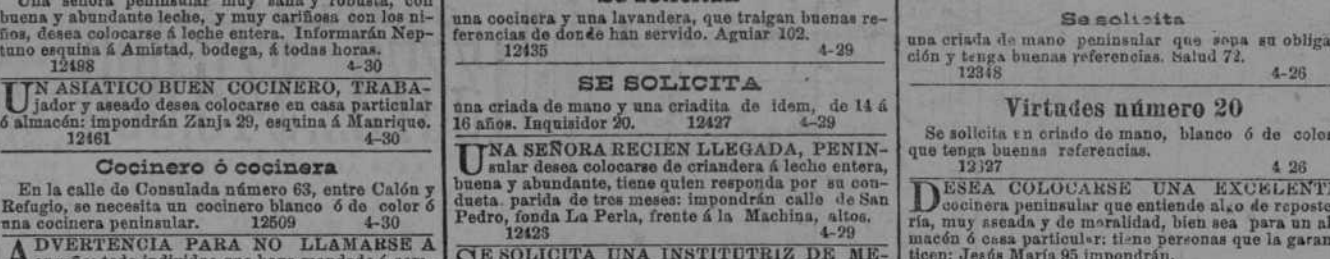 Una señora peninsular muy sana y robusta, con
buena y abundante leche, y muy cariñosa con los ni-
ños, desea colocarse á leche entera. Informarán Nep-
tuno esquina á Amistad, bodega, á todas horas.
12498 4-30
UN ASIATICO BUEN COCINERO, TRABA-
jador y aseado desea colocarse en casa particular
ó almacén: impondrán Zanja 29, esquina á Manrique.
12461 4-30
Cocinero ó cocinera
En la calle de Consulada número 63, entre Calón y
Refugio, se necesita un cocinero blanco ó de color ó
una cocinera peninsular. 12509 4-30
ADVERTENCIA PARA NO LLAMARSE A
una cocinera y una lavandera, que traigan buenas re-
ferencias de donde han servido. Aguiar 102.
12435 4-29
SE SOLICITA
una criada de mano y una criadita de idem, de 14 á
16 años. Inquisidor 20. 12427 4-29
UNA SEÑORA RECIEN LLEGADA, PENIN-
sular desea colocarse de criandera á leche entera,
buena y abundante, tiene quien responda por su con-
ducta. parida de tres meses: impondrán calle de San
Pedro, fonda La Perla, frente á la Machina, altos.
12423 4-29
SE SOLICITA UNA INSTITUTRIZ DE ME-
Se solicita
una criada de mano peninsular que sepa su obliga-
ción y tenga buenas referencias. Salud 72.
12348 4-26
Virtudes número 20
Se solicita un criado de mano, blanco ó de color
que tenga buenas referencias.
12327 4 26
DESEA COLOCARSE UNA EXCELENTE
cocinera peninsular que entiende algo de reposte
ría, muy aseada y de moralidad, bien sea para un al
macén ó casa particular: tiene personas que la garan
ticen: Jesús María 95 impondrán.